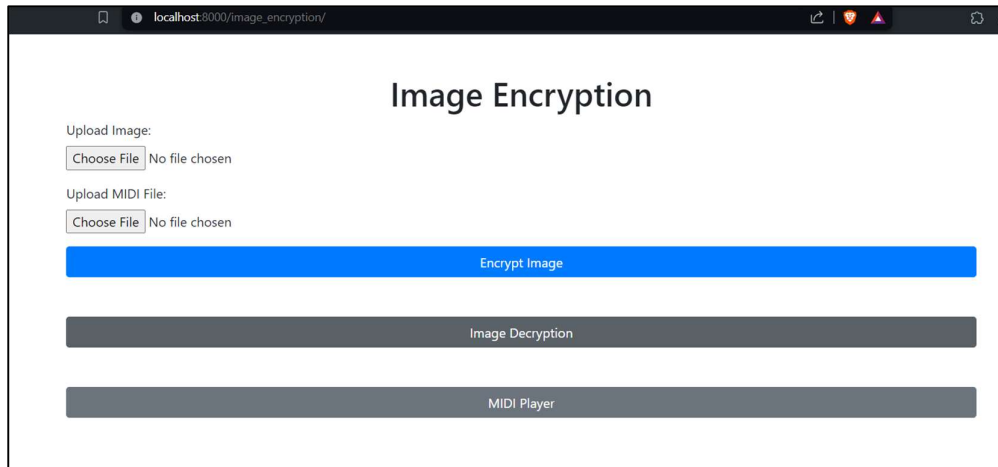 localhost:8000/image_encryption/
Image Encryption
Upload Image:
Choose File No file chosen
Upload MIDI File:
Choose File No file chosen
Encrypt Image
Image Decryption
MIDI Player